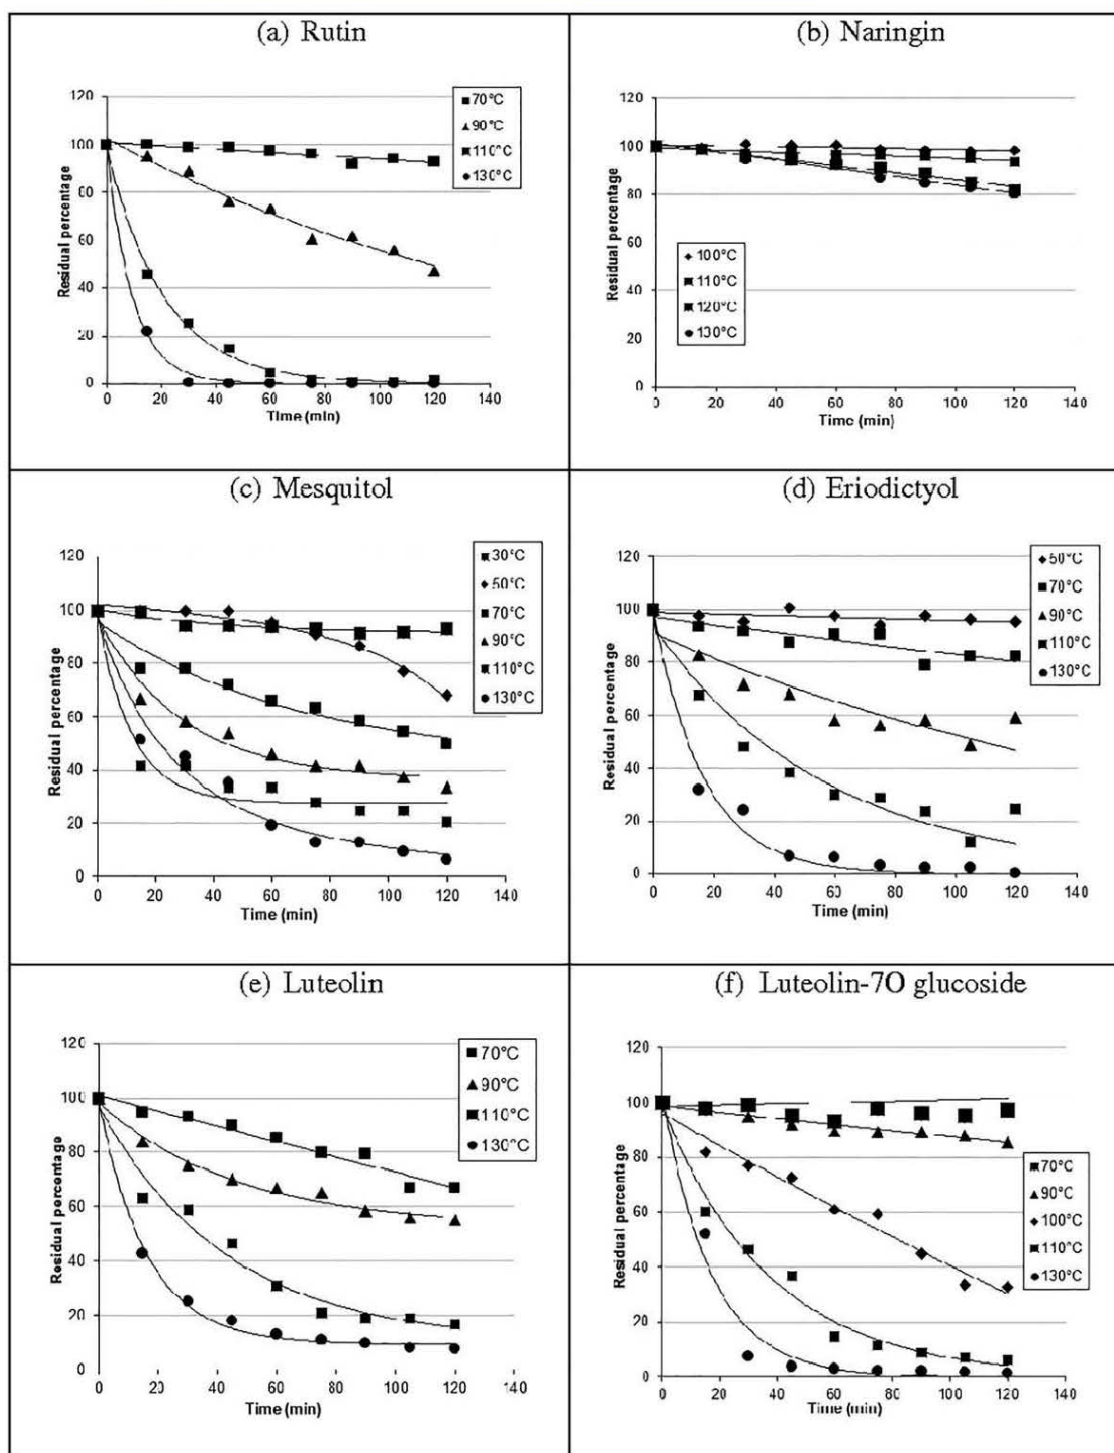 (a) Rutin
120
100
80
60
40
20
0
Residual percentage
0 20 40 60 80 100 120 140
Time (min)
70°C
90°C
110°C
130°C
(b) Naringin
120
100
80
60
40
20
0
Residual percentage
0 20 40 60 80 100 120 140
Time (min)
100°C
110°C
120°C
130°C
(c) Mesquitol
120
100
80
60
40
20
0
Residual percentage
0 20 40 60 80 100 120 140
Time (min)
30°C
50°C
70°C
90°C
110°C
130°C
(d) Eriodictyol
120
100
80
60
40
20
0
Residual percentage
0 20 40 60 80 100 120 140
Time (min)
50°C
70°C
90°C
110°C
130°C
(e) Luteolin
120
100
80
60
40
20
0
Residual percentage
0 20 40 60 80 100 120 140
Time (min)
70°C
90°C
110°C
130°C
(f) Luteolin-7O glucoside
120
100
80
60
40
20
0
Residual percentage
0 20 40 60 80 100 120 140
Time (min)
70°C
90°C
100°C
110°C
130°C